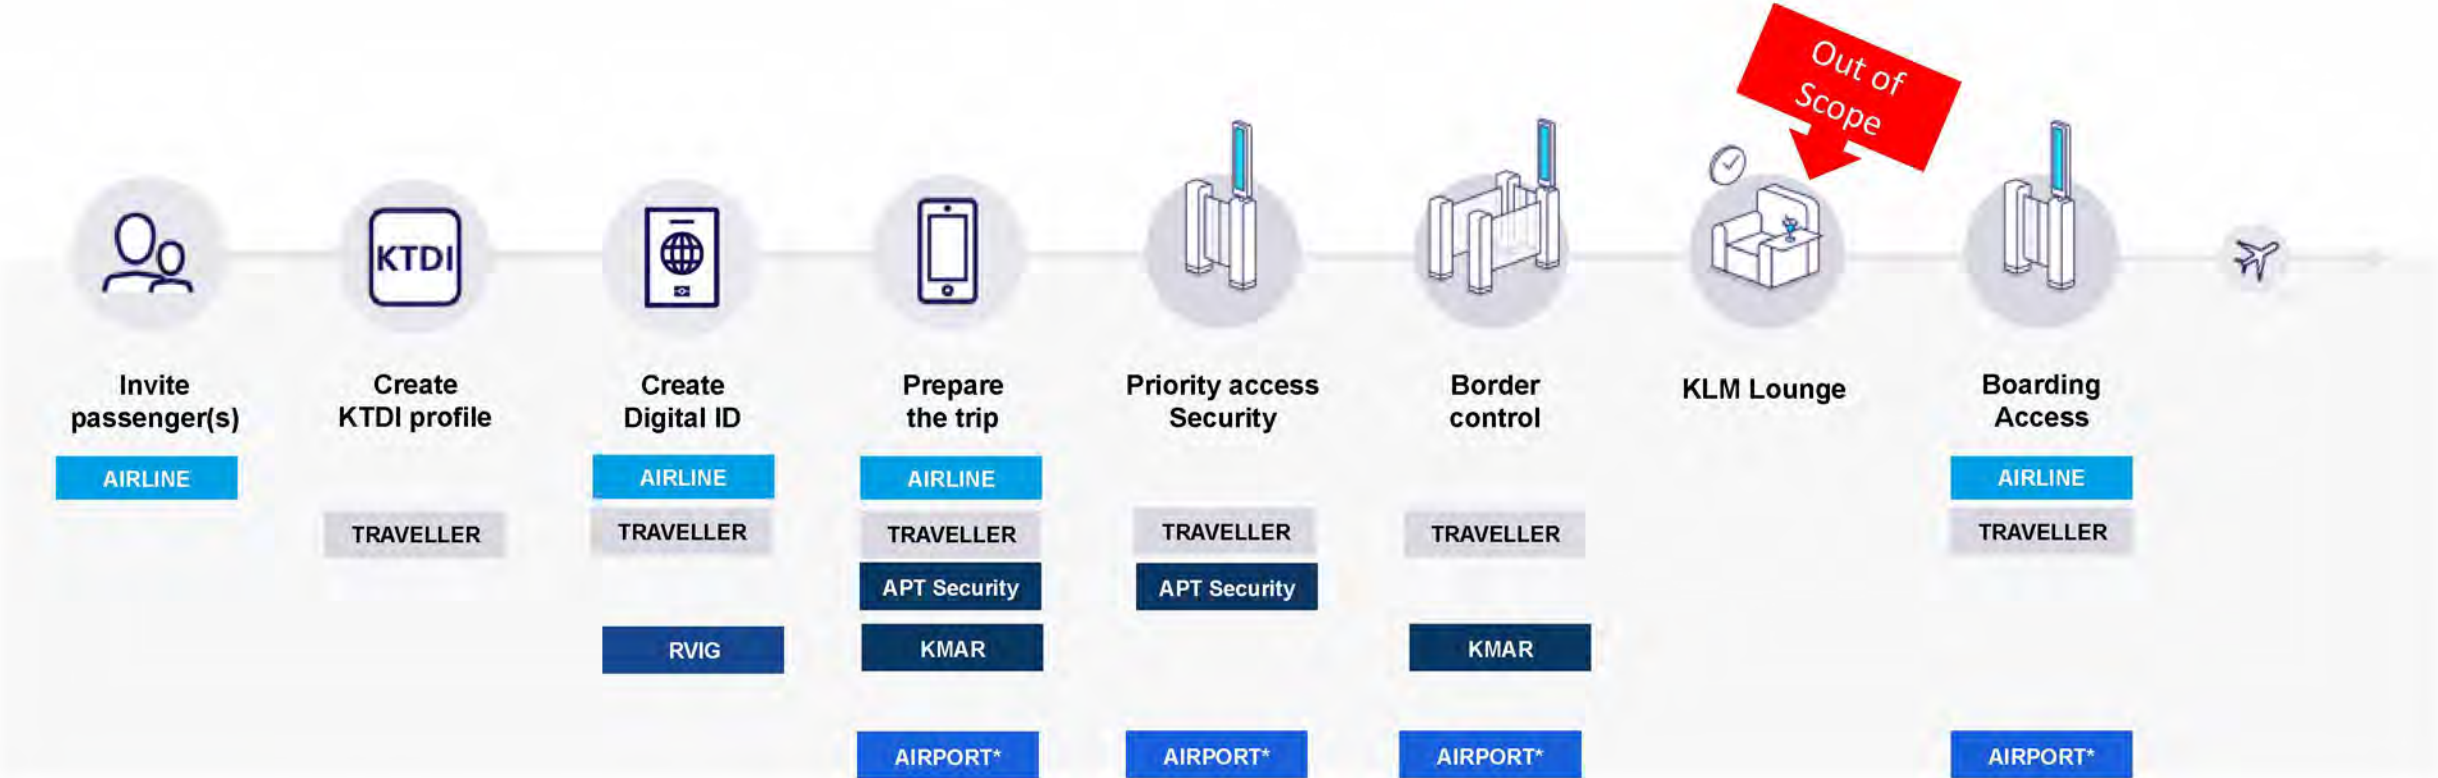 Out of
Scope
KTDI
Invite
passenger(s)
Create
KTDI profile
Create
Digital ID
Prepare
the trip
Priority access
Security
Border
control
KLM Lounge
Boarding
Access
AIRLINE
AIRLINE
AIRLINE
AIRLINE
TRAVELLER
TRAVELLER
TRAVELLER
TRAVELLER
TRAVELLER
TRAVELLER
APT Security
APT Security
RVIG
KMAR
KMAR
AIRPORT*
AIRPORT*
AIRPORT*
AIRPORT*